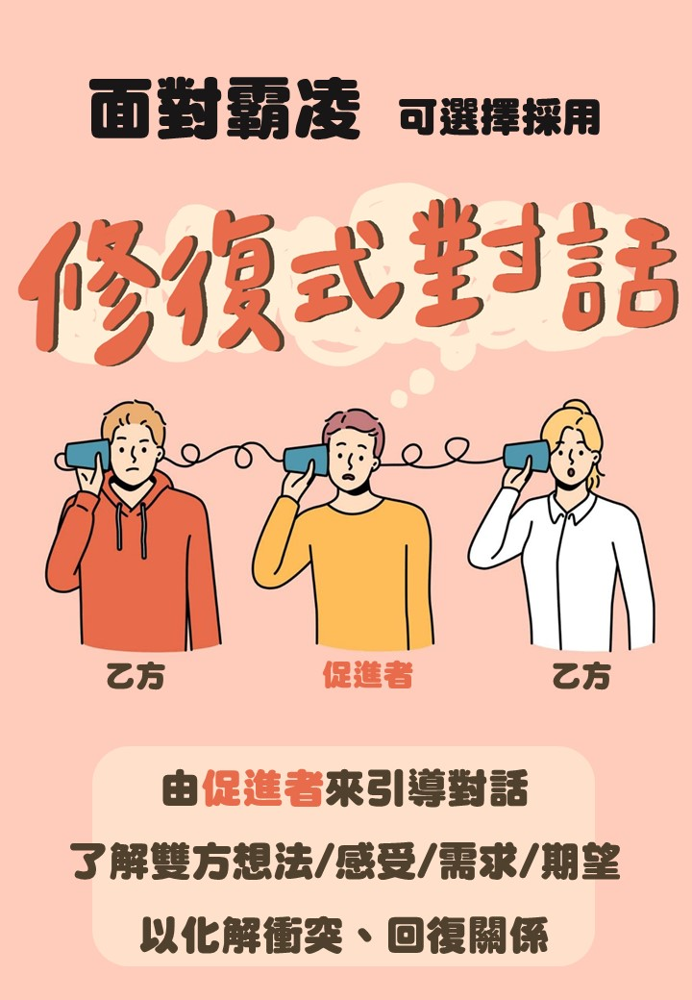 面對霸凌 可選擇採用
修復式對話
乙方 促進者 乙方
由促進者來引導對話
了解雙方想法/感受/需求/期望
以化解衝突、回復關係